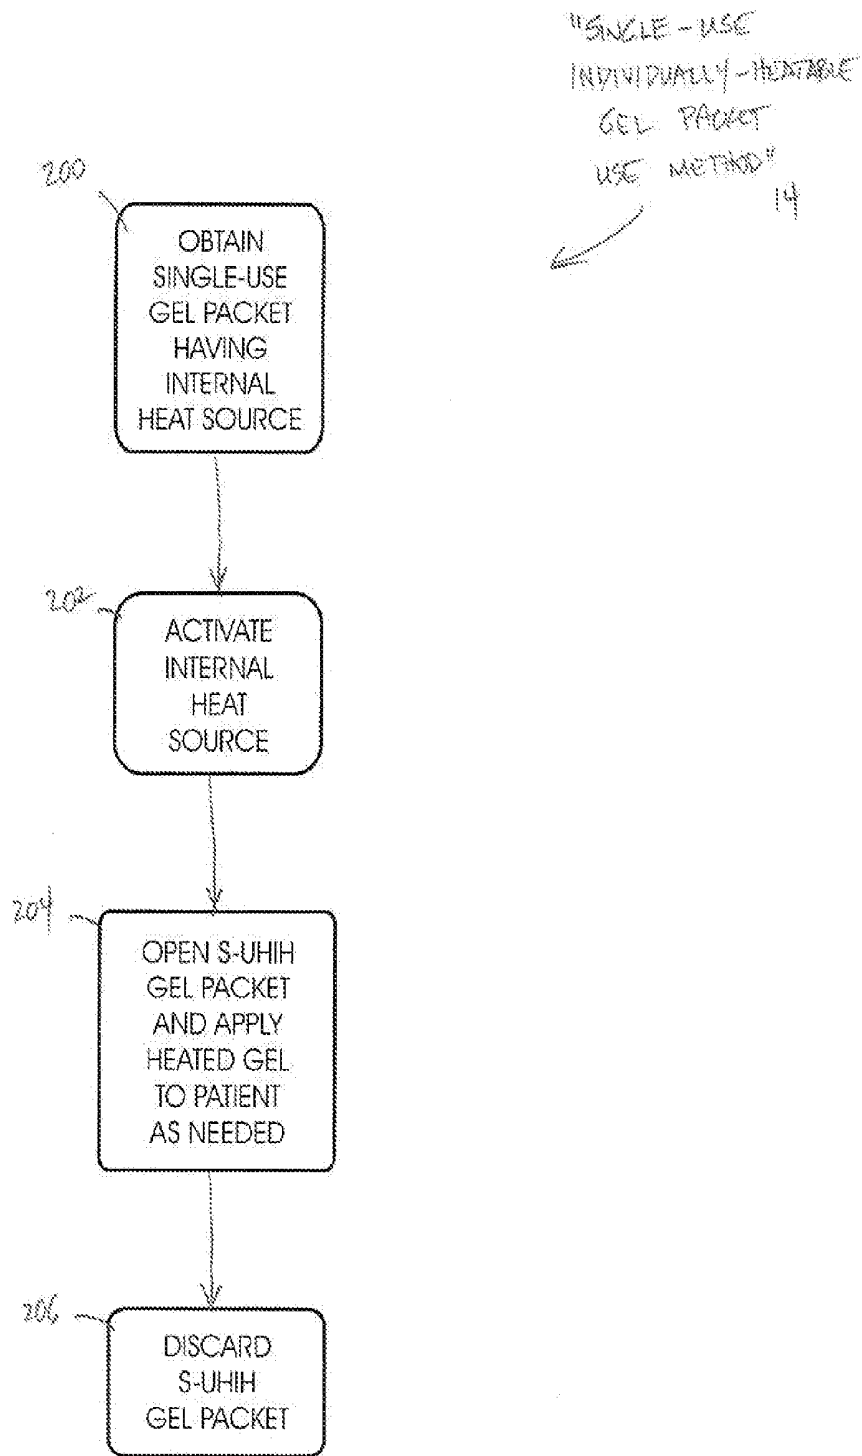 "SINGLE-USE
INDIVIDUALLY-HEATABLE
GEL PACKET
USE METHOD"
14
200
OBTAIN
SINGLE-USE
GEL PACKET
HAVING
INTERNAL
HEAT SOURCE
202
ACTIVATE
INTERNAL
HEAT
SOURCE
204
OPEN S-UHIH
GEL PACKET
AND APPLY
HEATED GEL
TO PATIENT
AS NEEDED
206
DISCARD
S-UHIH
GEL PACKET